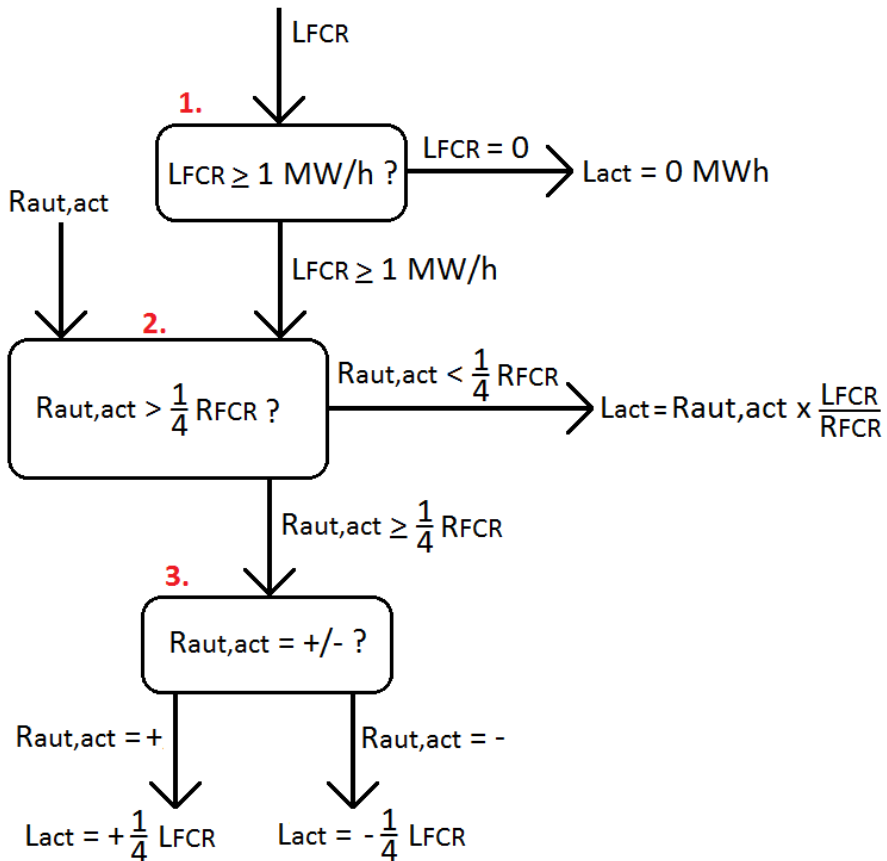 LFCR
1.
LFCR ≥ 1 MW/h ?
LFCR = 0
Lact = 0 MWh
Raut,act
LFCR ≥ 1 MW/h
2.
Raut,act > 1/4 RFCR ?
Raut,act < 1/4 RFCR
Lact = Raut,act x LFCR/RFCR
Raut,act ≥ 1/4 RFCR
3.
Raut,act = +/- ?
Raut,act = +
Raut,act = -
Lact = + 1/4 LFCR
Lact = - 1/4 LFCR